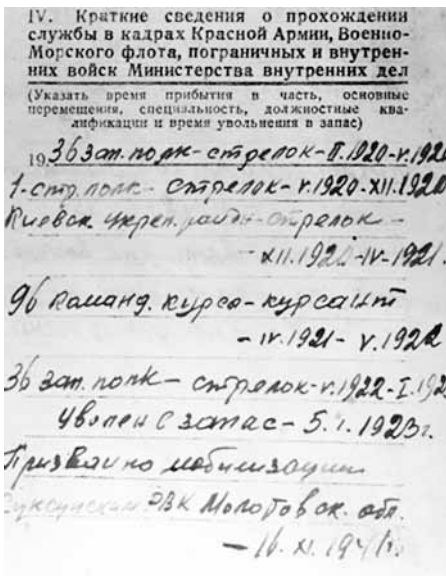 IV. Краткие сведения о прохождении
службы в кадрах Красной Армии, Военно-
Морского флота, пограничных и внутрен-
них войск Министерства внутренних дел
(Указать время прибытия в часть, основные
перемещения, специальность, должностные ква-
лификации и время увольнения в запас)
19 36 зап. полк - стрелок - II.1920 - V.192
1 - стр. полк - стрелок - V.1920 - XII.1920
Киевск. укреп. район - стрелок -
- XII.1920 - IV - 1921.
96 Команд. курсы - курсант
- IV.1921 - V.1922
36 зап. полк - стрелок - V.1922 - I.192
Уволен в запас - 5.I.1923г.
Призван по мобилизации
РВК Молотовск. обл.
- 16. XI. 1941г.